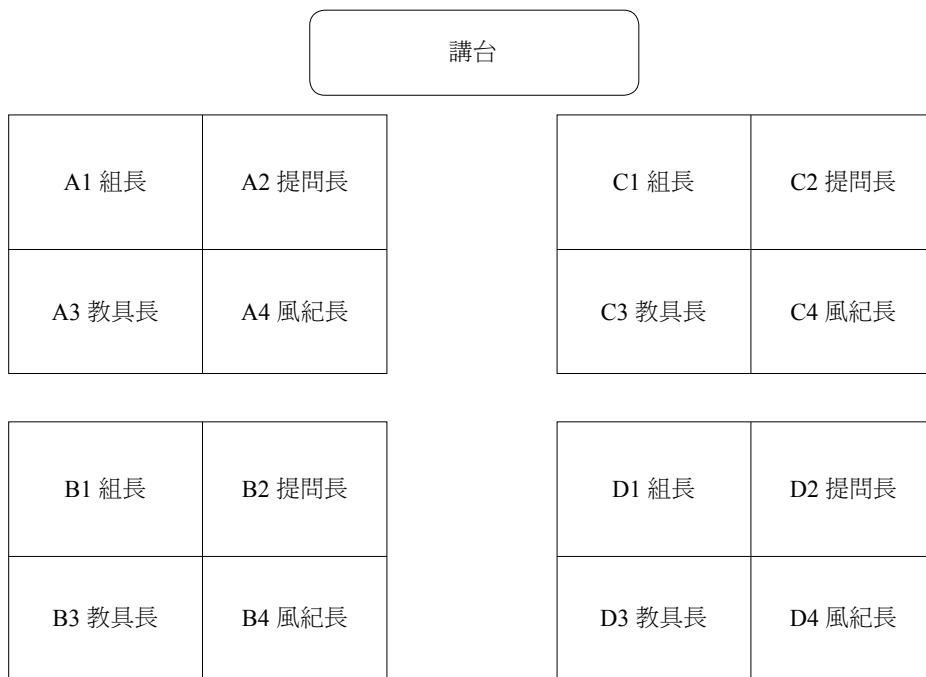 講台
A1 組長
A2 提問長
C1 組長
C2 提問長
A3 教具長
A4 風紀長
C3 教具長
C4 風紀長
B1 組長
B2 提問長
D1 組長
D2 提問長
B3 教具長
B4 風紀長
D3 教具長
D4 風紀長